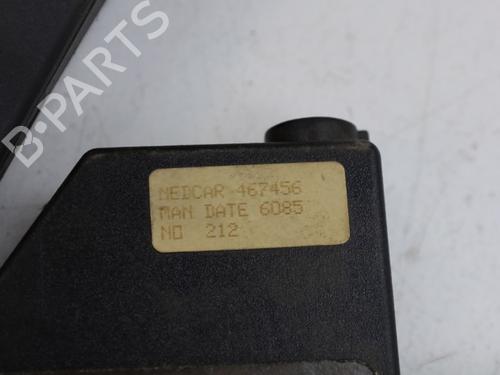 B-PARTS
NEDCAR 467456
MAN DATE 6085
NO 212